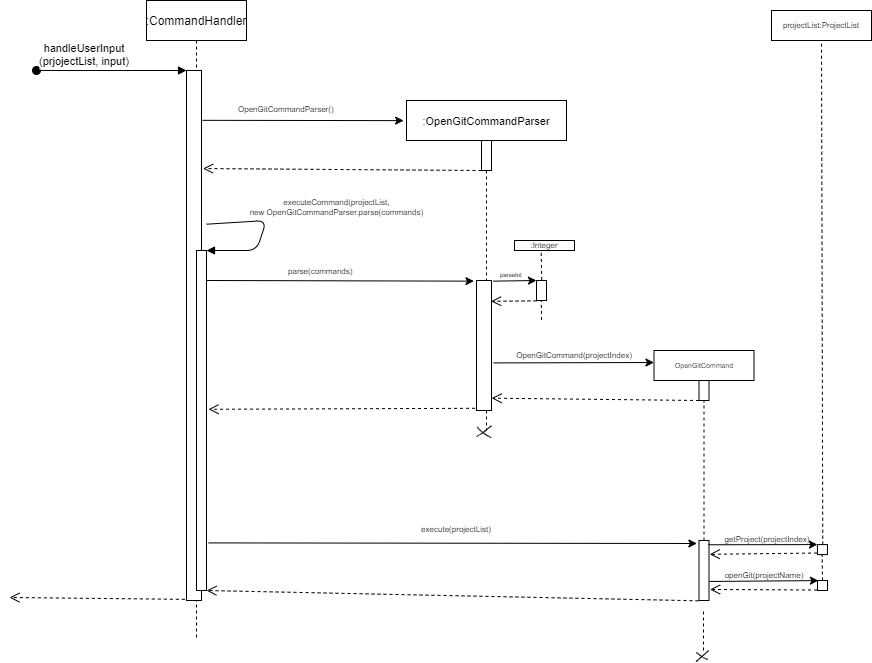 :CommandHandler
projectList:ProjectList
handleUserInput
(prjojectList, input)
OpenGitCommandParser()
:OpenGitCommandParser
executeCommand(projectList,
new OpenGitCommandParser.parse(commands)
:Integer
parse(commands)
parseInt
OpenGitCommand(projectIndex)
OpenGitCommand
execute(projectList)
getProject(projectIndex)
openGit(projectName)